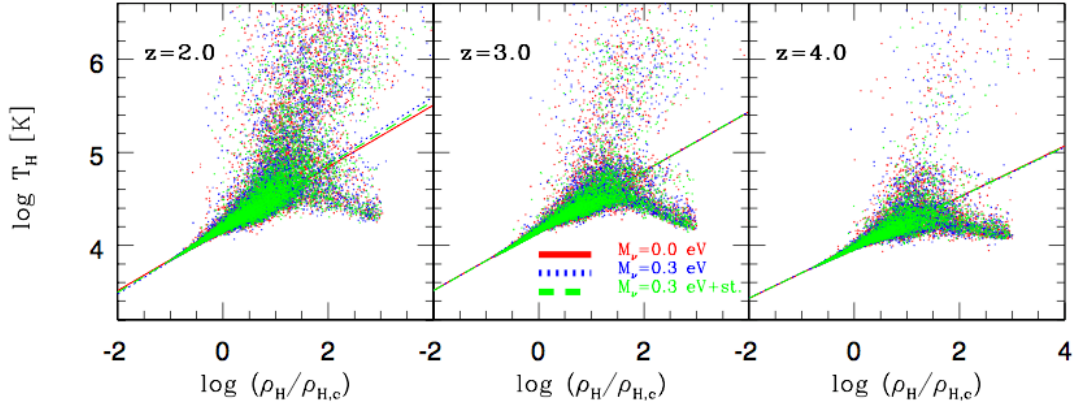 z=2.0
z=3.0
z=4.0
log T_H [K]
6
5
4
M_ν=0.0 eV
M_ν=0.3 eV
M_ν=0.3 eV+st.
-2 0 2 -2 0 2 -2 0 2 4
log (ρ_H/ρ_H,c)
log (ρ_H/ρ_H,c)
log (ρ_H/ρ_H,c)